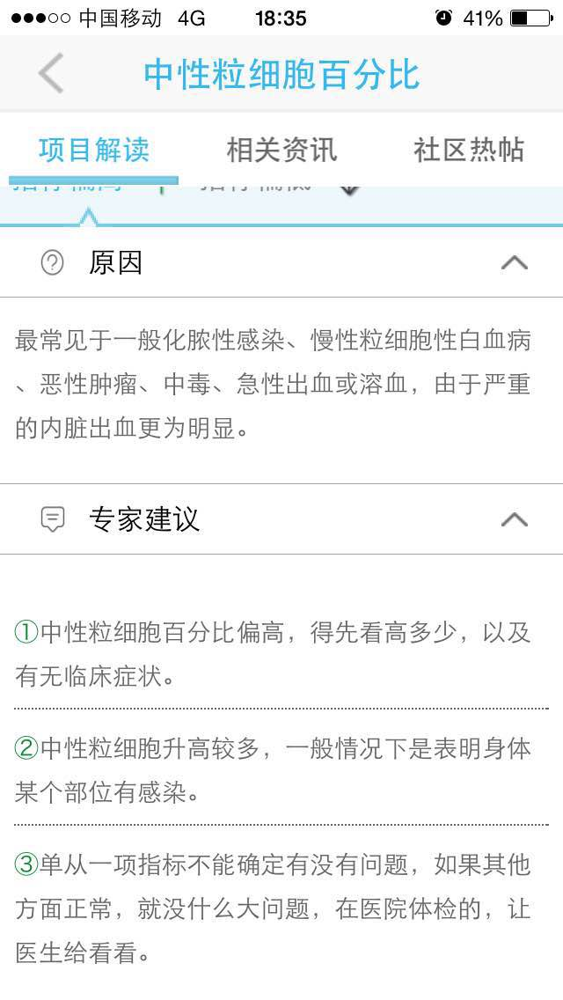 中国移动 4G 18:35 41%
中性粒细胞百分比
项目解读 相关资讯 社区热帖
原因
最常见于一般化脓性感染、慢性粒细胞性白血病
、恶性肿瘤、中毒、急性出血或溶血，由于严重
的内脏出血更为明显。
专家建议
①中性粒细胞百分比偏高，得先看高多少，以及
有无临床症状。
②中性粒细胞升高较多，一般情况下是表明身体
某个部位有感染。
③单从一项指标不能确定有没有问题，如果其他
方面正常，就没什么大问题，在医院体检的，让
医生给看看。